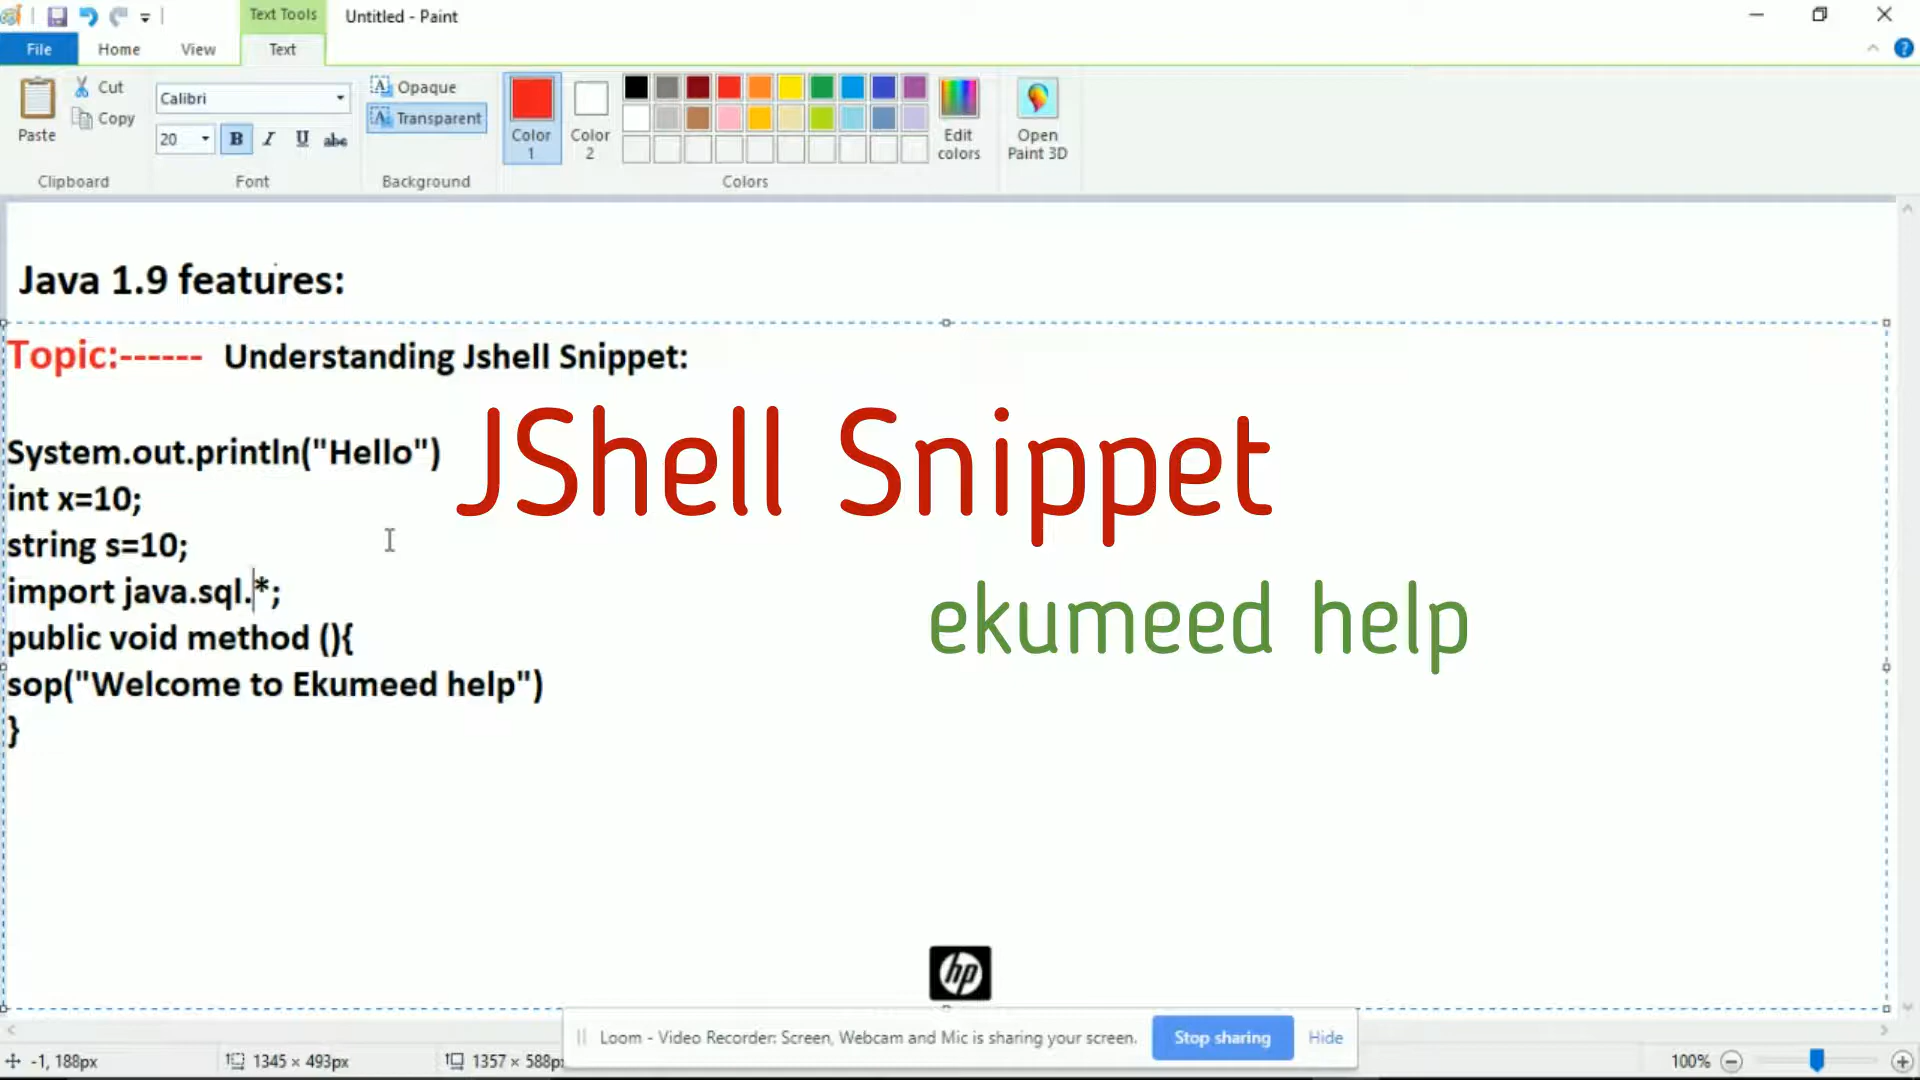 Text Tools
Untitled - Paint
File
Home
View
Text
Paste
Cut
Copy
Clipboard
Calibri
20
B I U abc
Font
Opaque
Transparent
Background
Color 1
Color 2
Colors
Edit colors
Open Paint 3D
Java 1.9 features:
Topic:------ Understanding Jshell Snippet:
System.out.println("Hello")
int x=10;
string s=10;
import java.sql.*;
public void method (){
sop("Welcome to Ekumeed help")
}
JShell Snippet
ekumeed help
hp
Loom - Video Recorder: Screen, Webcam and Mic is sharing your screen.
Stop sharing
Hide
-1, 188px
1345 × 493px
1357 × 588px
100%